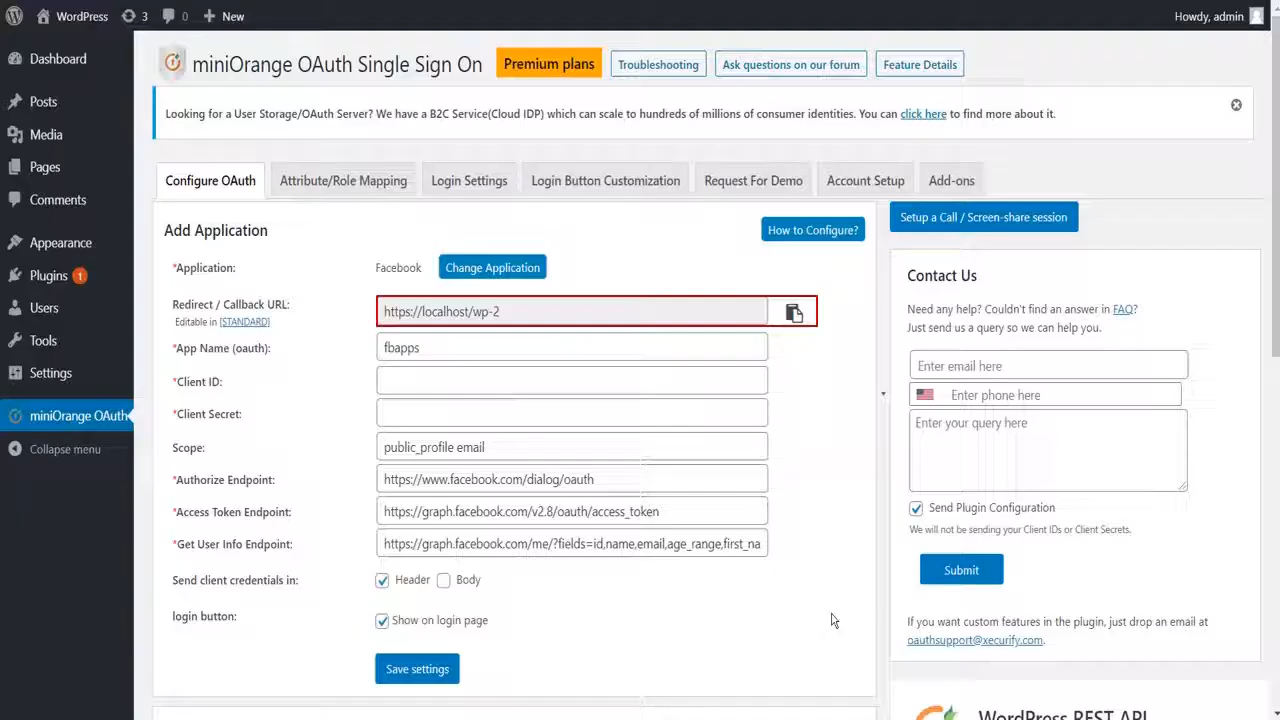 WordPress 3 0 New Howdy, admin
Dashboard
Posts
Media
Pages
Comments
Appearance
Plugins 1
Users
Tools
Settings
miniOrange OAuth
Collapse menu
miniOrange OAuth Single Sign On Premium plans Troubleshooting Ask questions on our forum Feature Details
Looking for a User Storage/OAuth Server? We have a B2C Service(Cloud IDP) which can scale to hundreds of millions of consumer identities. You can click here to find more about it.
Configure OAuth Attribute/Role Mapping Login Settings Login Button Customization Request For Demo Account Setup Add-ons
Add Application How to Configure?
*Application: Facebook Change Application
Redirect / Callback URL: https://localhost/wp-2
Editable in [STANDARD]
*App Name (oauth): fbapps
*Client ID:
*Client Secret:
Scope: public_profile email
*Authorize Endpoint: https://www.facebook.com/dialog/oauth
*Access Token Endpoint: https://graph.facebook.com/v2.8/oauth/access_token
*Get User Info Endpoint: https://graph.facebook.com/me/?fields=id,name,email,age_range,first_na
Send client credentials in: Header Body
login button: Show on login page
Save settings
Setup a Call / Screen-share session
Contact Us
Need any help? Couldn't find an answer in FAQ?
Just send us a query so we can help you.
Enter email here
Enter phone here
Enter your query here
Send Plugin Configuration
We will not be sending your Client IDs or Client Secrets.
Submit
If you want custom features in the plugin, just drop an email at
oauthsupport@xecurify.com.
WordPress REST API